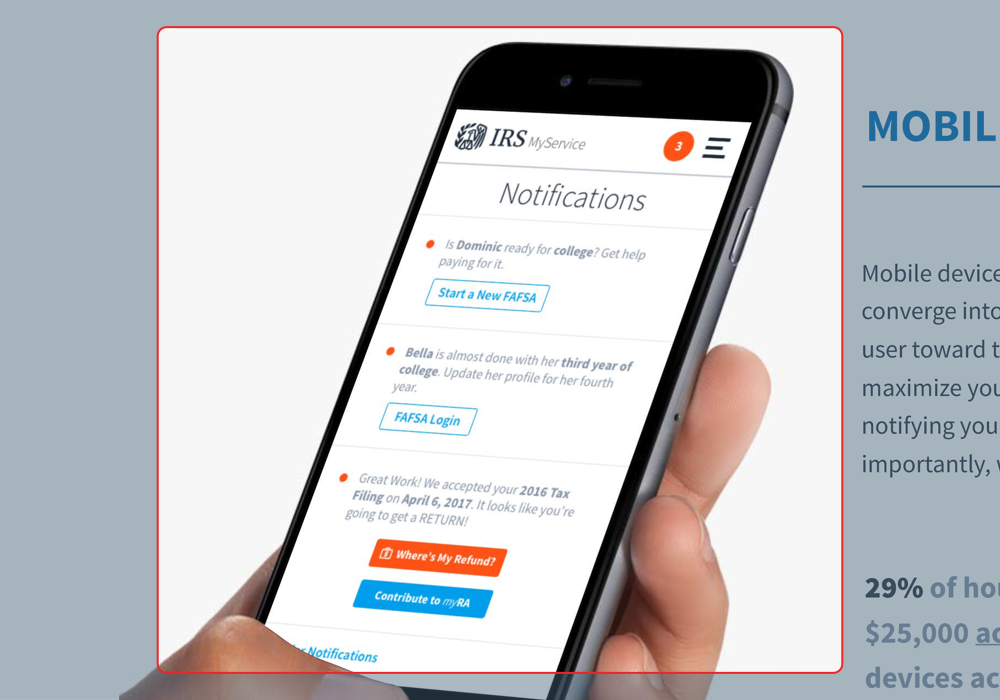 IRS MyService
3
Notifications
Is Dominic ready for college? Get help
paying for it.
Start a New FAFSA
Bella is almost done with her third year of
college. Update her profile for her fourth
year.
FAFSA Login
Great Work! We accepted your 2016 Tax
Filing on April 6, 2017. It looks like you're
going to get a RETURN!
Where's My Refund?
Contribute to myRA
Notifications
MOBIL
Mobile device
converge into
user toward t
maximize you
notifying you
importantly, w
29% of hou
$25,000 ac
devices ac